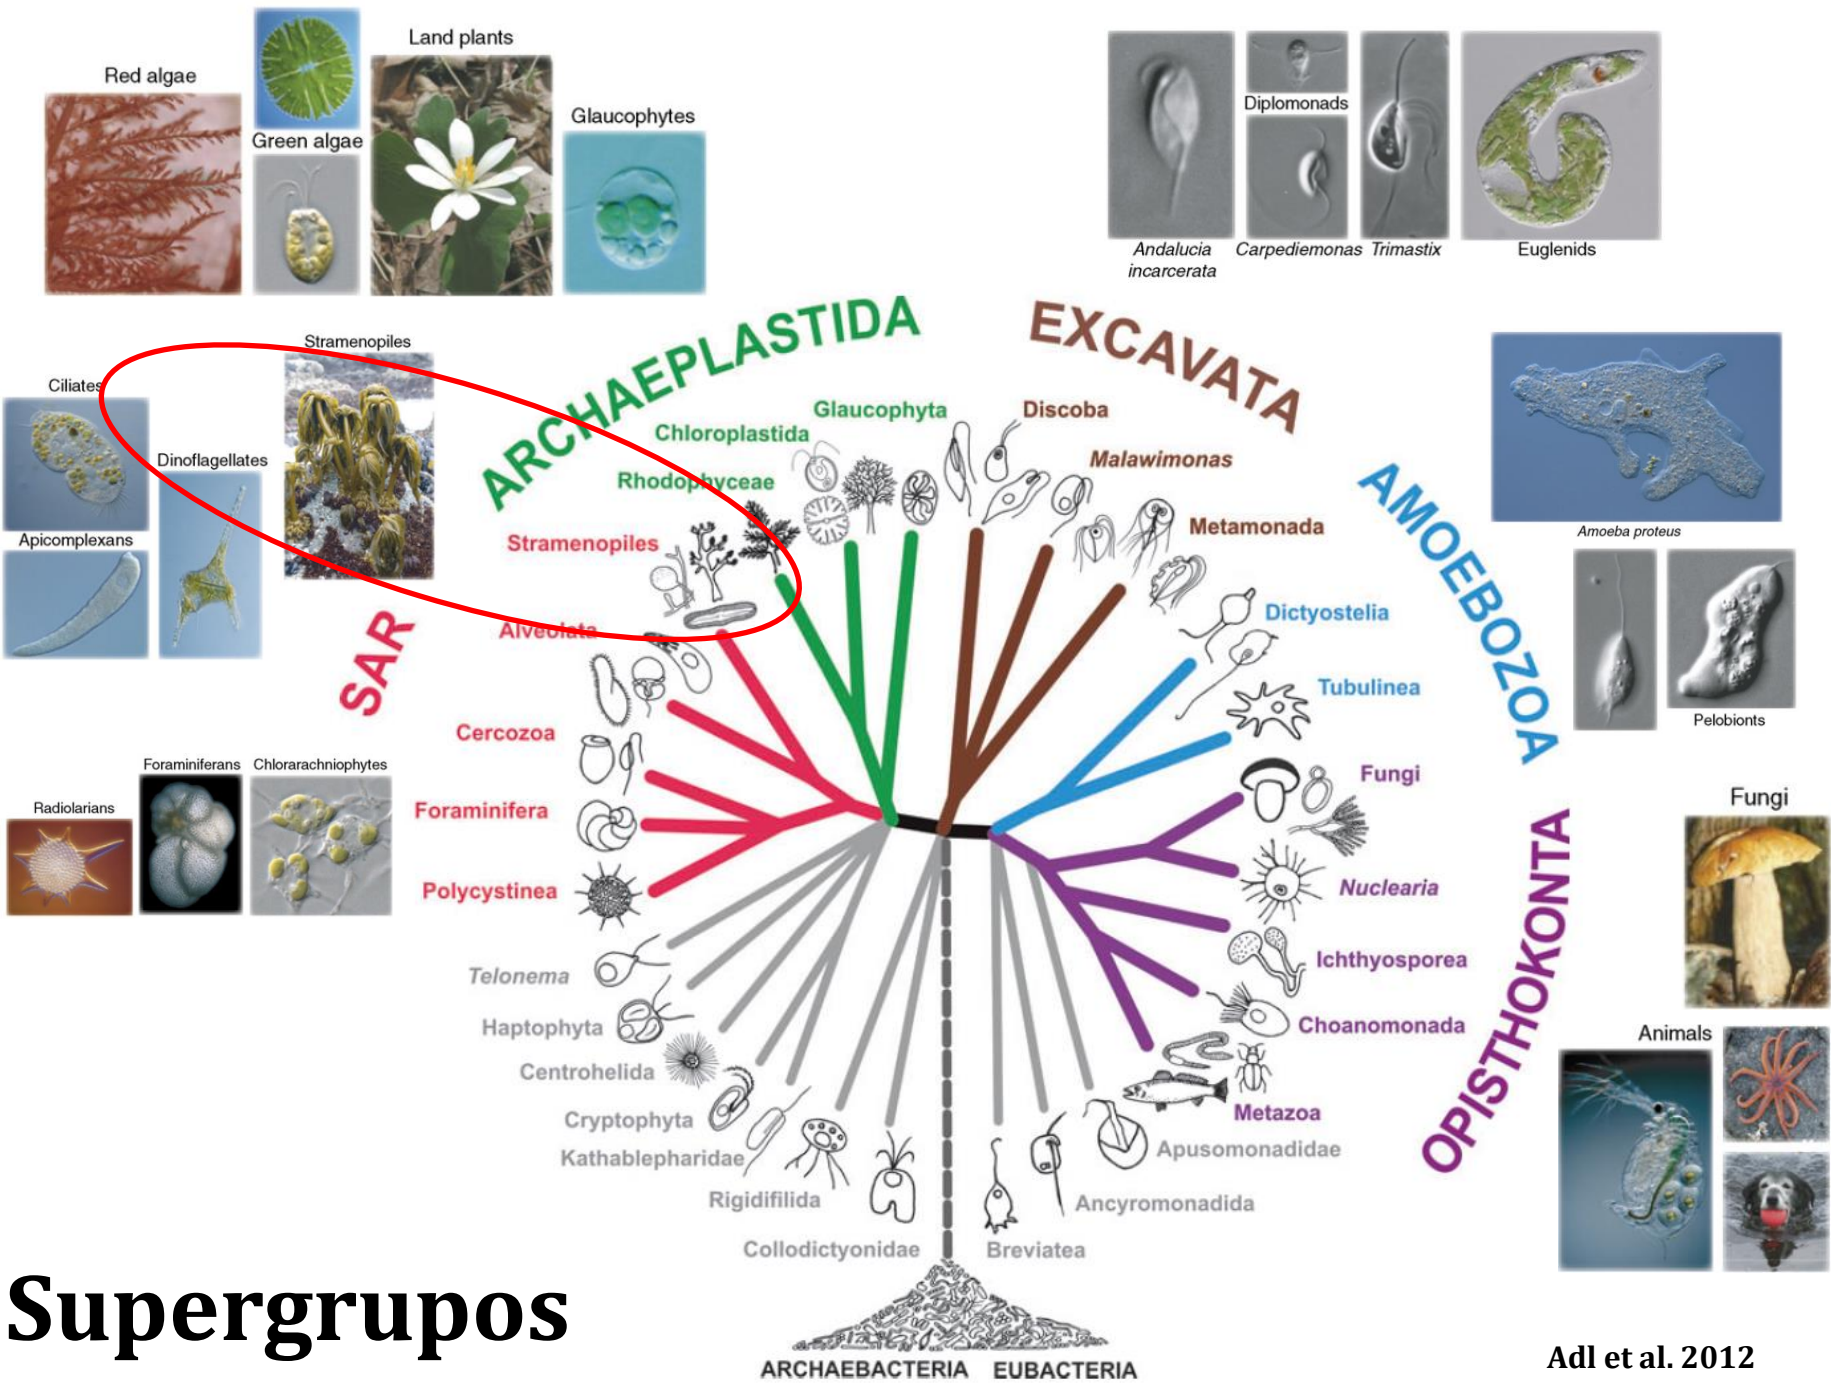 Land plants
Red algae
Green algae
Glaucophytes
Diplomonads
Andalucia
incarcerata
Carpediemonas
Trimastix
Euglenids
Stramenopiles
Ciliates
Dinoflagellates
Apicomplexans
ARCHAEPLASTIDA
EXCAVATA
AMOEBOZOA
OPISTHOKONTA
SAR
Glaucophyta
Chloroplastida
Rhodophyceae
Stramenopiles
Alveolata
Cercozoa
Foraminifera
Polycystinea
Discoba
Malawimonas
Metamonada
Dictyostelia
Tubulinea
Fungi
Nuclearia
Ichthyosporea
Choanomonada
Metazoa
Amoeba proteus
Pelobionts
Foraminiferans
Chlorarachniophytes
Radiolarians
Fungi
Animals
Telonema
Haptophyta
Centrohelida
Cryptophyta
Kathablepharidae
Rigidifilida
Collodictyonidae
Apusomonadidae
Ancyromonadida
Breviatea
Supergrupos
ARCHAEBACTERIA EUBACTERIA
Adl et al. 2012